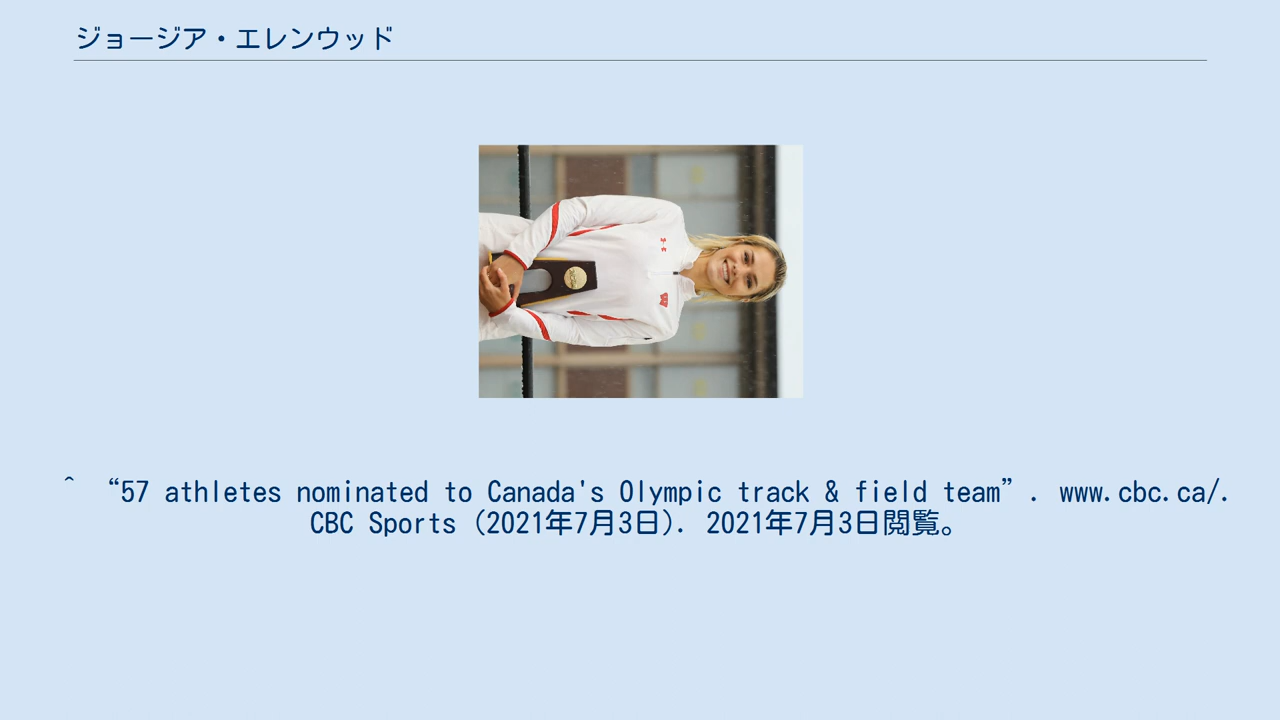 ジョージア・エレンウッド
^ “57 athletes nominated to Canada's Olympic track & field team”. www.cbc.ca/.
CBC Sports (2021年7月3日). 2021年7月3日閲覧。